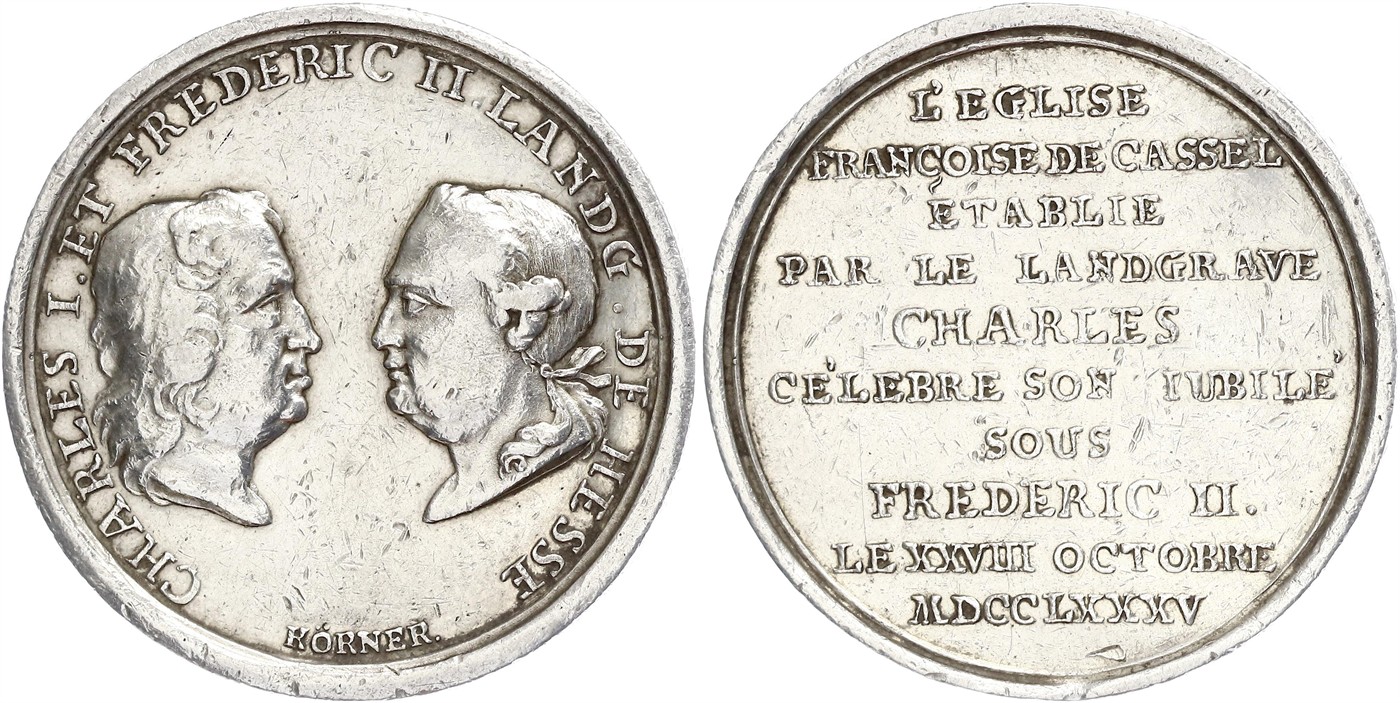 CHARLES I. ET FREDERIC II. LANDG. DE HESSE
KÖRNER.
L'EGLISE
FRANÇOISE DE CASSEL
ETABLIE
PAR LE LANDGRAVE
CHARLES
CÉLEBRE SON IUBILÉ
SOUS
FREDERIC II.
LE XXVIII OCTOBRE
MDCCLXXXV